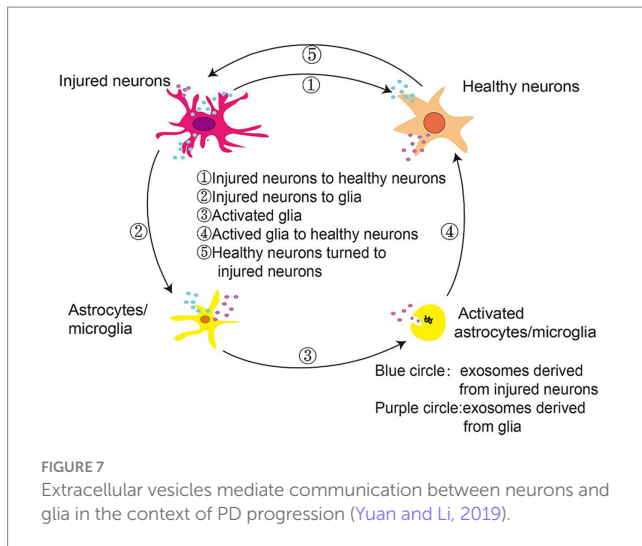 ⑤
Injured neurons
①
Healthy neurons
①Injured neurons to healthy neurons
②Injured neurons to glia
③Activated glia
④Actived glia to healthy neurons
⑤Healthy neurons turned to
injured neurons
②
④
Astrocytes/
microglia
Activated
astrocytes/microglia
③
Blue circle: exosomes derived
from injured neurons
Purple circle:exosomes derived
from glia
FIGURE 7
Extracellular vesicles mediate communication between neurons and
glia in the context of PD progression (Yuan and Li, 2019).